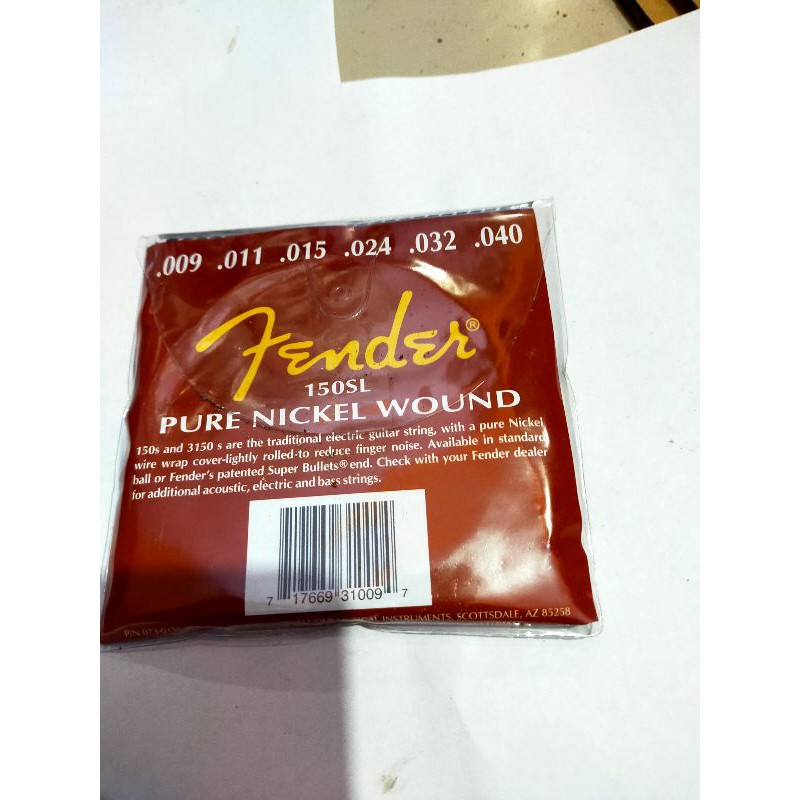 .009 .011 .015 .024 .032 .040
Fender®
150SL
PURE NICKEL WOUND
150s and 3150 s are the traditional electric guitar string, with a pure Nickel
wire wrap cover-lightly rolled to reduce finger noise. Available in standard
ball or Fender's patented Super Bullets® end. Check with your Fender dealer
for additional acoustic, electric and bass strings.
7 17669 31009 7
P/N INSTRUMENTS, SCOTTSDALE, AZ 85258